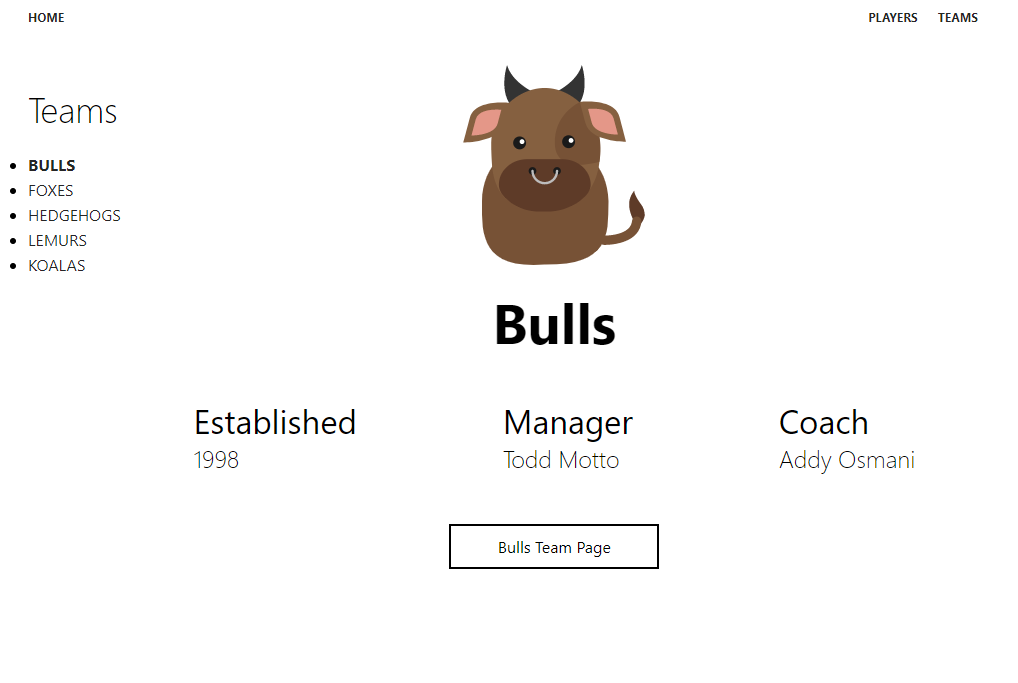 HOME
PLAYERS
TEAMS
Teams
BULLS
FOXES
HEDGEHOGS
LEMURS
KOALAS
Bulls
Established
1998
Manager
Todd Motto
Coach
Addy Osmani
Bulls Team Page